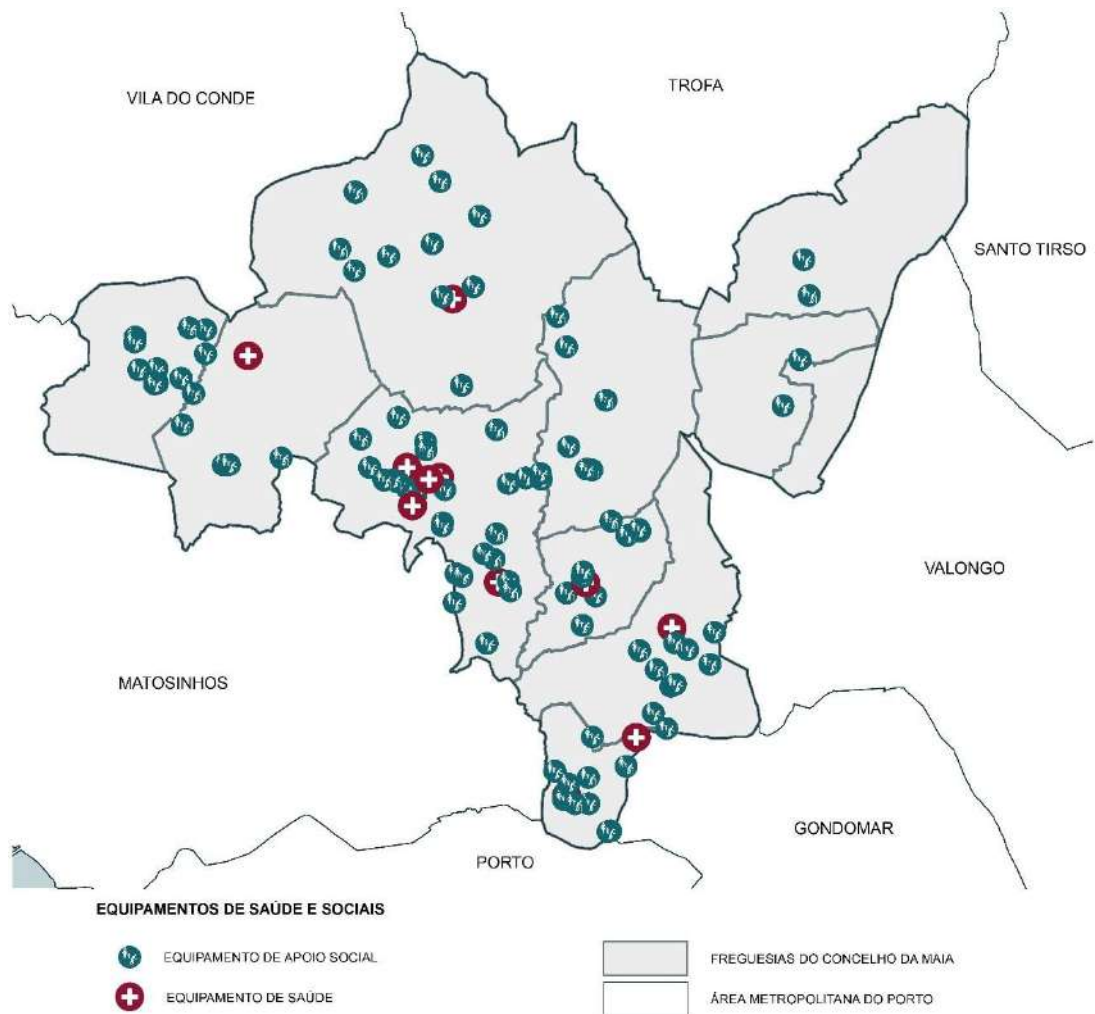 VILA DO CONDE
TROFA
SANTO TIRSO
VALONGO
MATOSINHOS
GONDOMAR
PORTO
EQUIPAMENTOS DE SAÚDE E SOCIAIS
EQUIPAMENTO DE APOIO SOCIAL
FREGUESIAS DO CONCELHO DA MAIA
EQUIPAMENTO DE SAÚDE
ÁREA METROPOLITANA DO PORTO